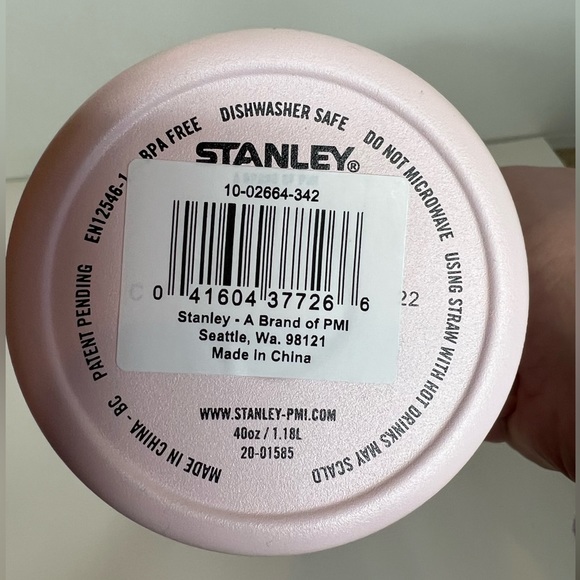 DISHWASHER SAFE
DO NOT MICROWAVE
USING STRAW WITH HOT DRINKS MAY SCALD
MADE IN CHINA - BC
PATENT PENDING
EN12546-1
BPA FREE
STANLEY®
10-02664-342
0 41604 37726 6
C
22
Stanley - A Brand of PMI
Seattle, Wa. 98121
Made In China
WWW.STANLEY-PMI.COM
40oz / 1.18L
20-01585